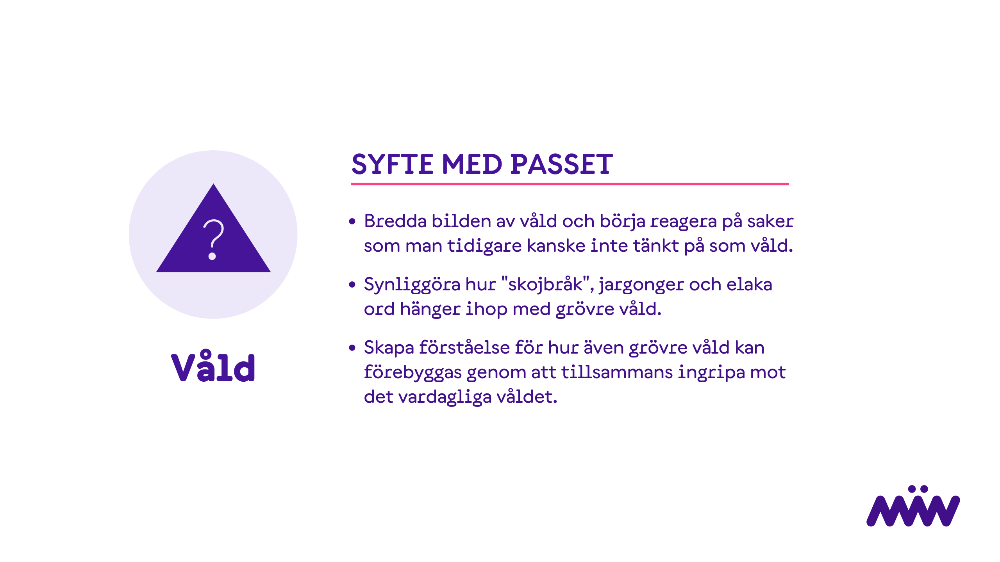 ?
Våld
SYFTE MED PASSET
• Bredda bilden av våld och börja reagera på saker
som man tidigare kanske inte tänkt på som våld.
• Synliggöra hur "skojbråk", jargonger och elaka
ord hänger ihop med grövre våld.
• Skapa förståelse för hur även grövre våld kan
förebyggas genom att tillsammans ingripa mot
det vardagliga våldet.